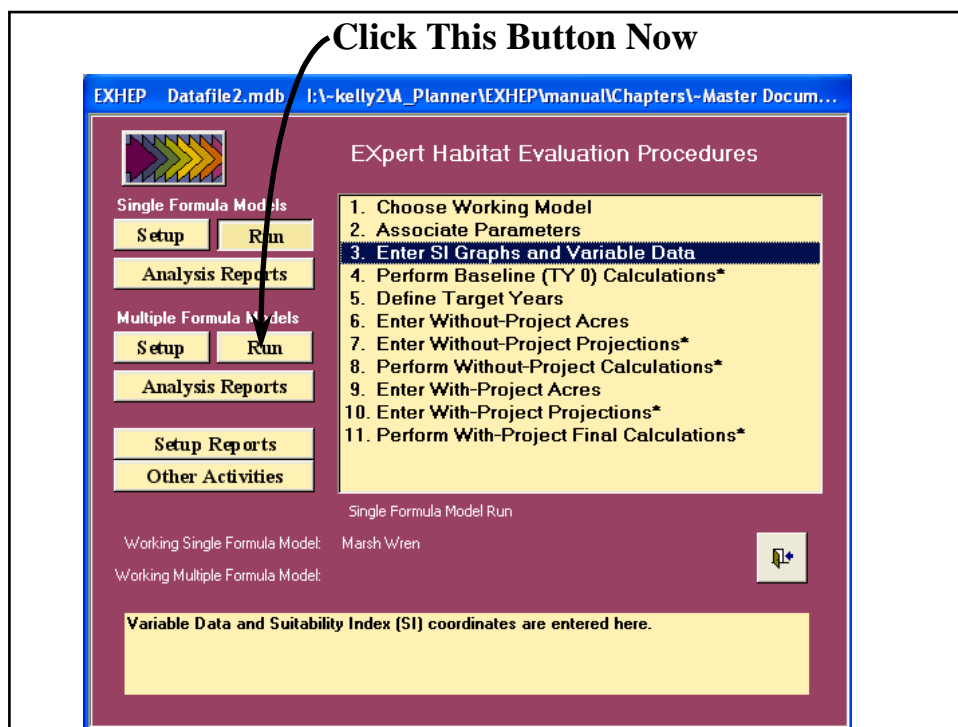 Click This Button Now
EXHEP Datafile2.mdb I:\~kelly2\A_Planner\EXHEP\manual\Chapters\~Master Docum...
EXpert Habitat Evaluation Procedures
Single Formula Models
Setup Run
Analysis Reports
Multiple Formula Models
Setup Run
Analysis Reports
Setup Reports
Other Activities
1. Choose Working Model
2. Associate Parameters
3. Enter SI Graphs and Variable Data
4. Perform Baseline (TY 0) Calculations*
5. Define Target Years
6. Enter Without-Project Acres
7. Enter Without-Project Projections*
8. Perform Without-Project Calculations*
9. Enter With-Project Acres
10. Enter With-Project Projections*
11. Perform With-Project Final Calculations*
Single Formula Model Run
Working Single Formula Model: Marsh Wren
Working Multiple Formula Model:
Variable Data and Suitability Index (SI) coordinates are entered here.